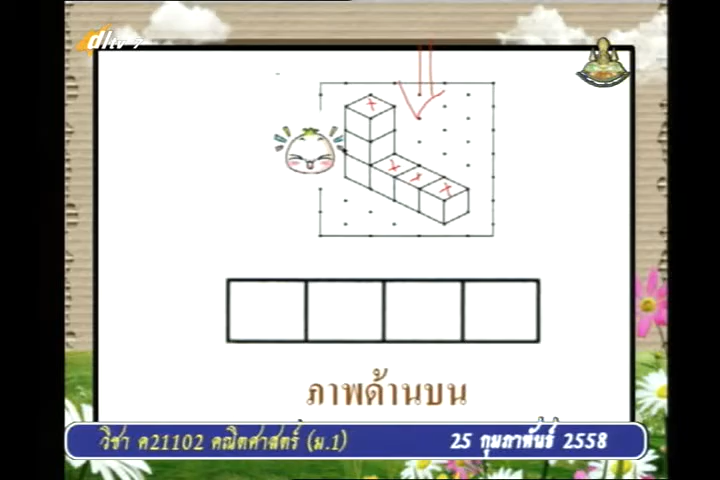 dltv 7
ภาพด้านบน
วิชา ค21102 คณิตศาสตร์ (ม.1)
25 กุมภาพันธ์ 2558